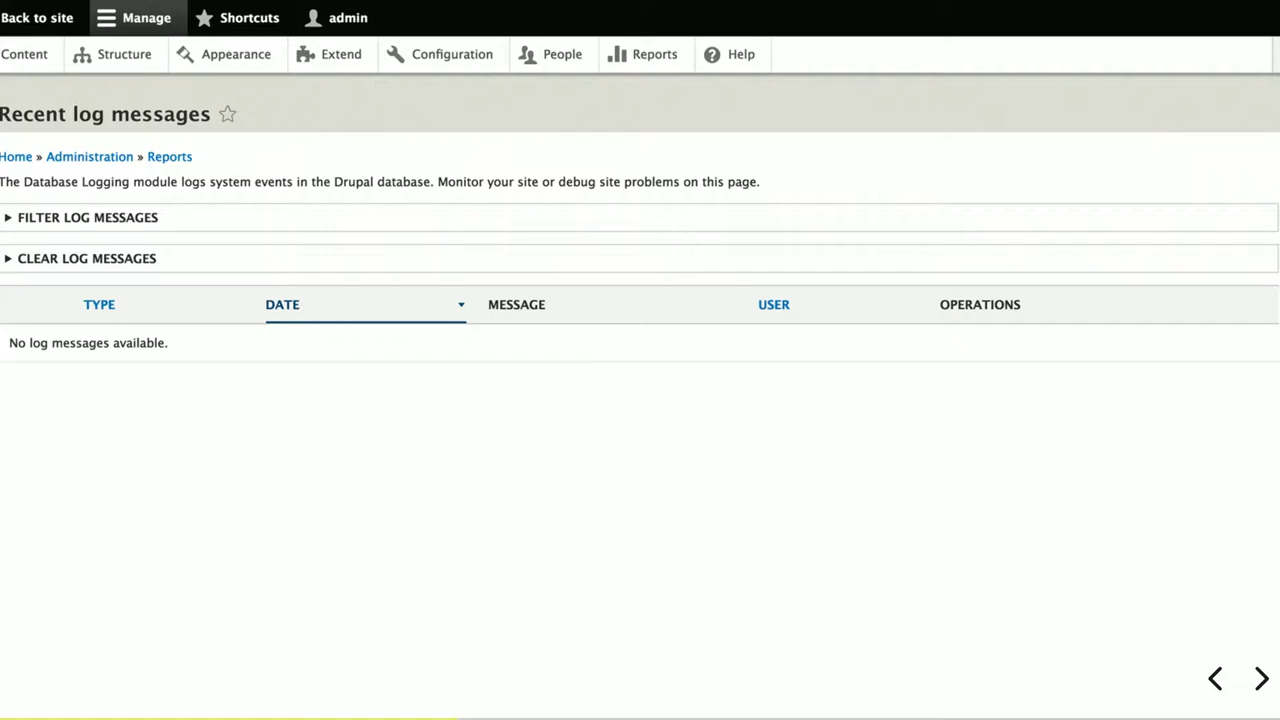 Back to site Manage Shortcuts admin
Content Structure Appearance Extend Configuration People Reports Help
Recent log messages
Home » Administration » Reports
The Database Logging module logs system events in the Drupal database. Monitor your site or debug site problems on this page.
FILTER LOG MESSAGES
CLEAR LOG MESSAGES
TYPE DATE MESSAGE USER OPERATIONS
No log messages available.